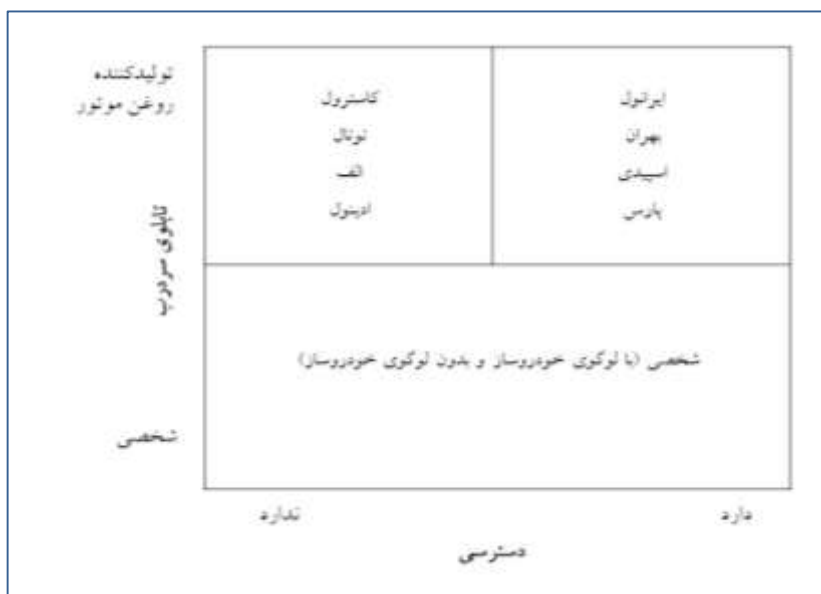 تولیدکننده
روغن موتور
ایرانول
بهران
اسپیدی
پارس
کاسترول
توتال
الف
ادینول
تابلوی سردرب
شخصی (با لوگوی خودروساز و بدون لوگوی خودروساز)
شخصی
دارد
ندارد
دسترسی